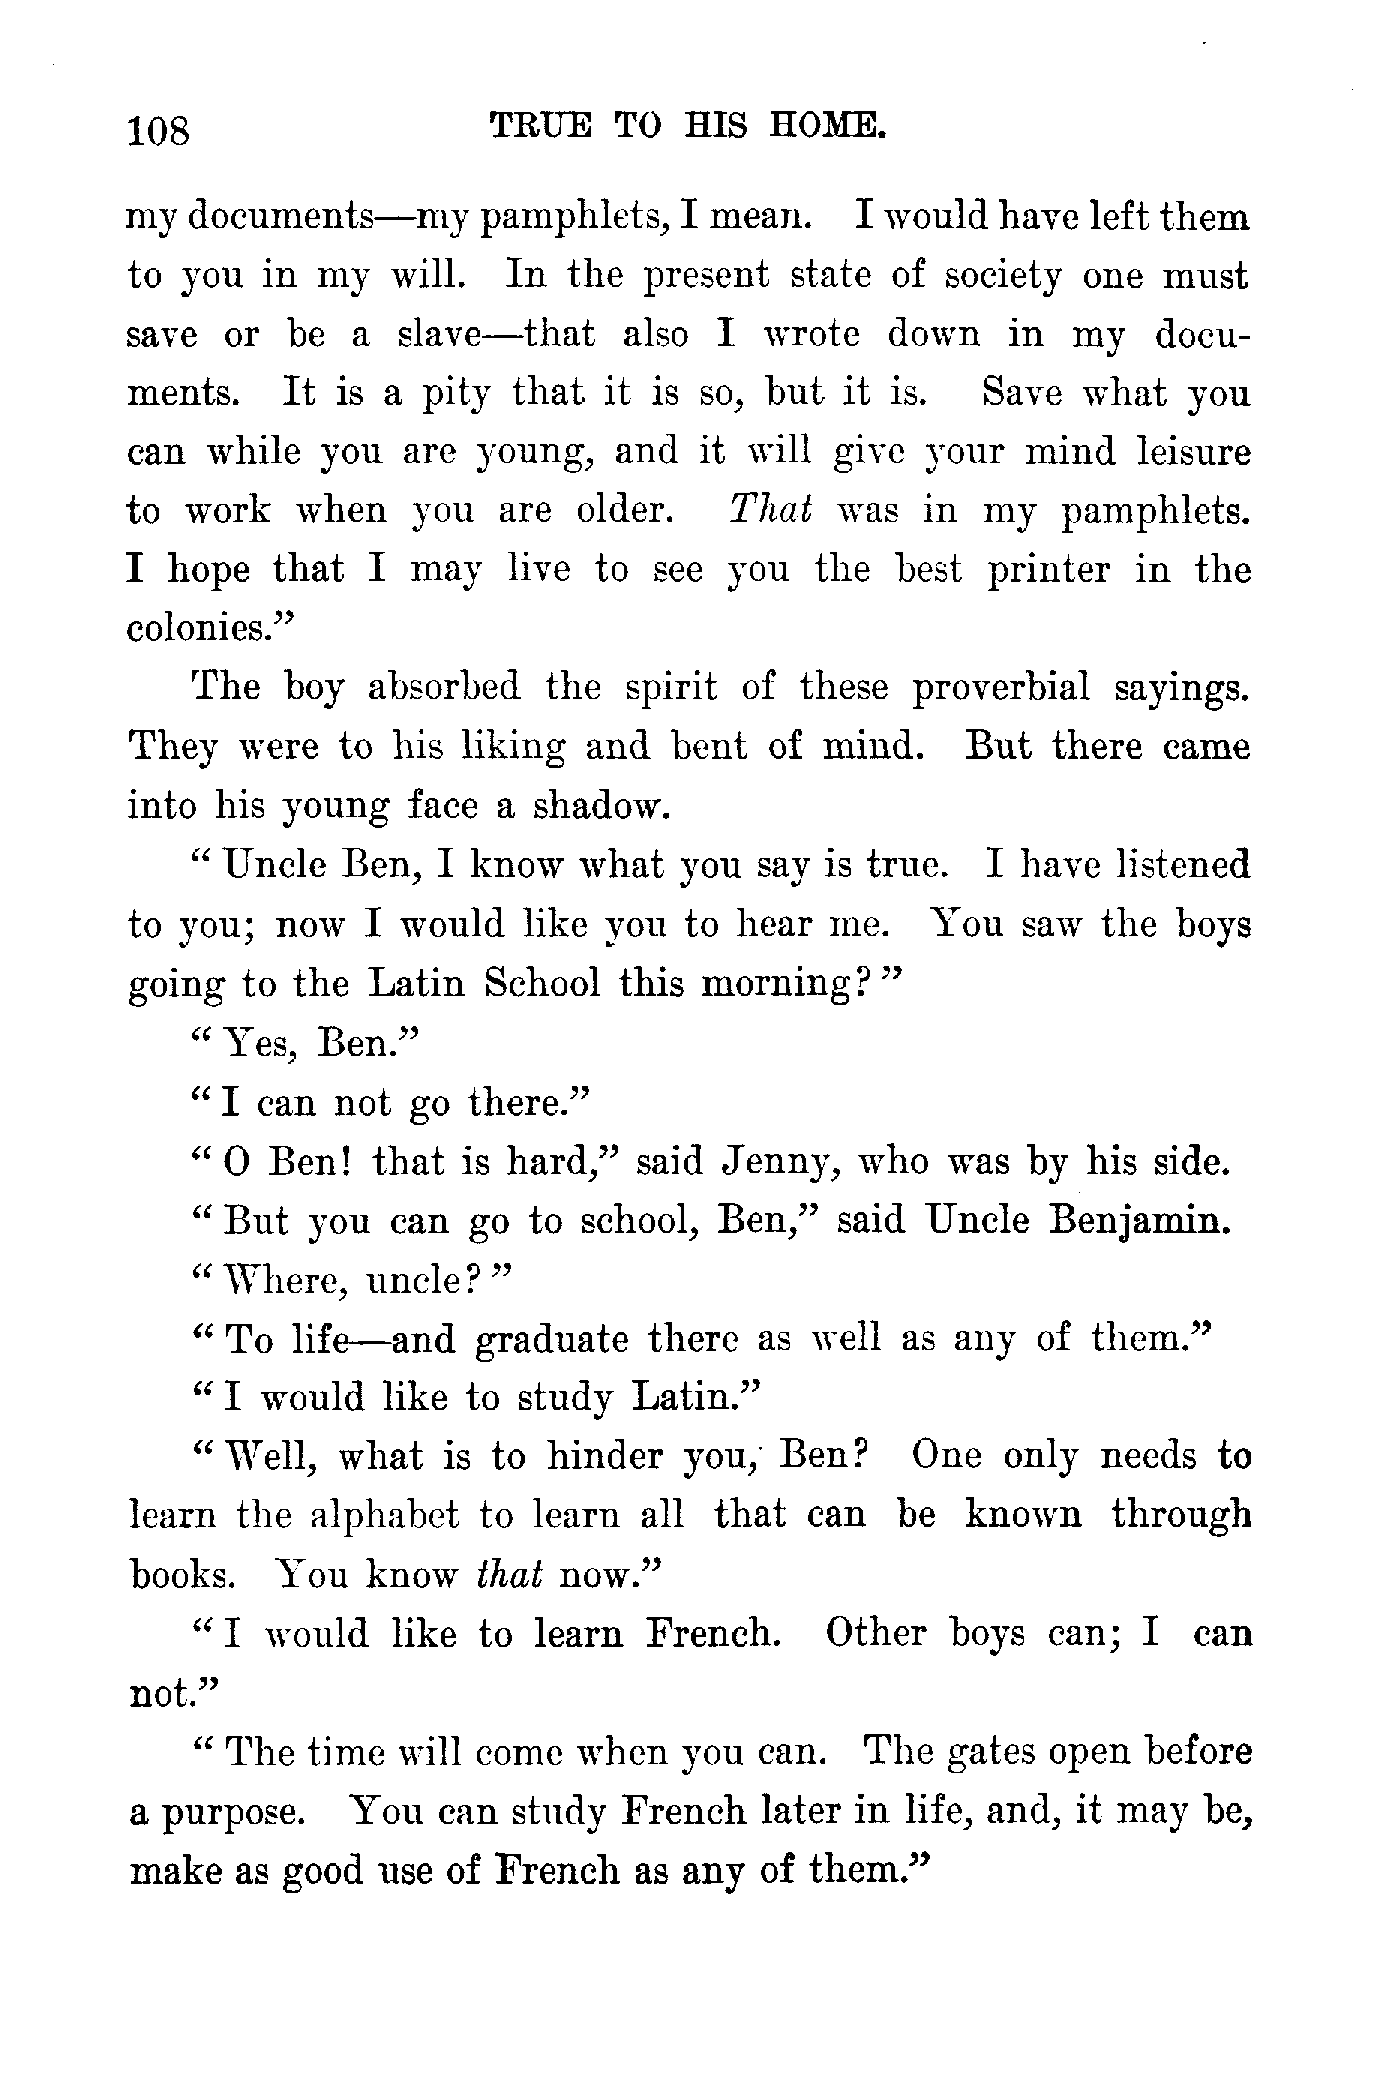 108 TRUE TO HIS HOME.
my documents—my pamphlets, I mean. I would have left them
to you in my will. In the present state of society one must
save or be a slave—that also I wrote down in my docu-
ments. It is a pity that it is so, but it is. Save what you
can while you are young, and it will give your mind leisure
to work when you are older. That was in my pamphlets.
I hope that I may live to see you the best printer in the
colonies.”
The boy absorbed the spirit of these proverbial sayings.
They were to his liking and bent of mind. But there came
into his young face a shadow.
“ Uncle Ben, I know what you say is true. I have listened
to you; now I would like you to hear me. You saw the boys
going to the Latin School this morning? ”
“ Yes, Ben.”
“ I can not go there.”
“ O Ben! that is hard,” said Jenny, who was by his side.
“ But you can go to school, Ben,” said Uncle Benjamin.
“ Where, uncle? ”
“ To life—and graduate there as well as any of them.”
“ I would like to study Latin.”
“ Well, what is to hinder you, Ben? One only needs to
learn the alphabet to learn all that can be known through
books. You know that now.”
“ I would like to learn French. Other boys can; I can
not.”
“ The time will come when you can. The gates open before
a purpose. You can study French later in life, and, it may be,
make as good use of French as any of them.”